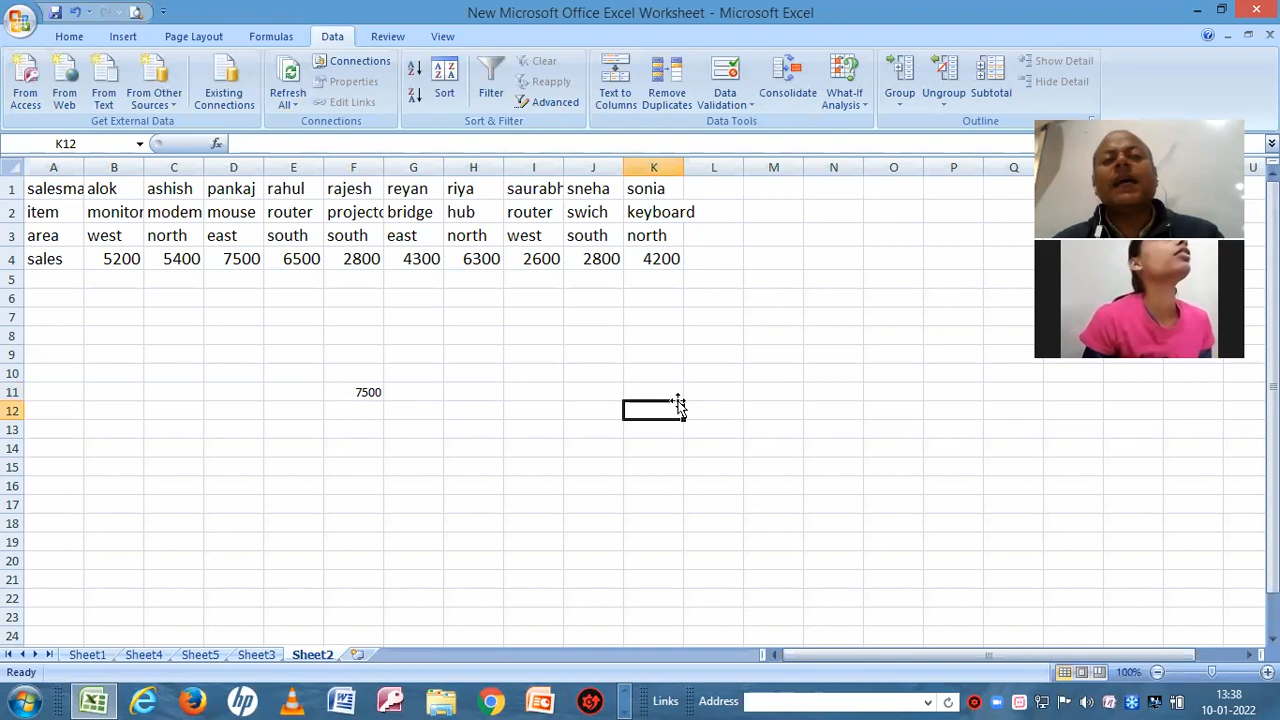 New Microsoft Office Excel Worksheet - Microsoft Excel
Home Insert Page Layout Formulas Data Review View
From Access
From Web
From Text
From Other Sources
Existing Connections
Get External Data
Refresh All
Connections
Properties
Edit Links
Connections
Sort
Filter
Clear
Reapply
Advanced
Sort & Filter
Text to Columns
Remove Duplicates
Data Validation
Consolidate
What-If Analysis
Data Tools
Group
Ungroup
Subtotal
Show Detail
Hide Detail
Outline
K12 fx
A B C D E F G H I J K L M N O P Q U
1 salesma alok ashish pankaj rahul rajesh reyan riya saurabh sneha sonia
2 item monitor modem mouse router projecto bridge hub router swich keyboard
3 area west north east south south east north west south north
4 sales 5200 5400 7500 6500 2800 4300 6300 2600 2800 4200
5
6
7
8
9
10
11 7500
12
13
14
15
16
17
18
19
20
21
22
23
24
Sheet1 Sheet4 Sheet5 Sheet3 Sheet2
Ready 100%
Links Address 13:38
10-01-2022